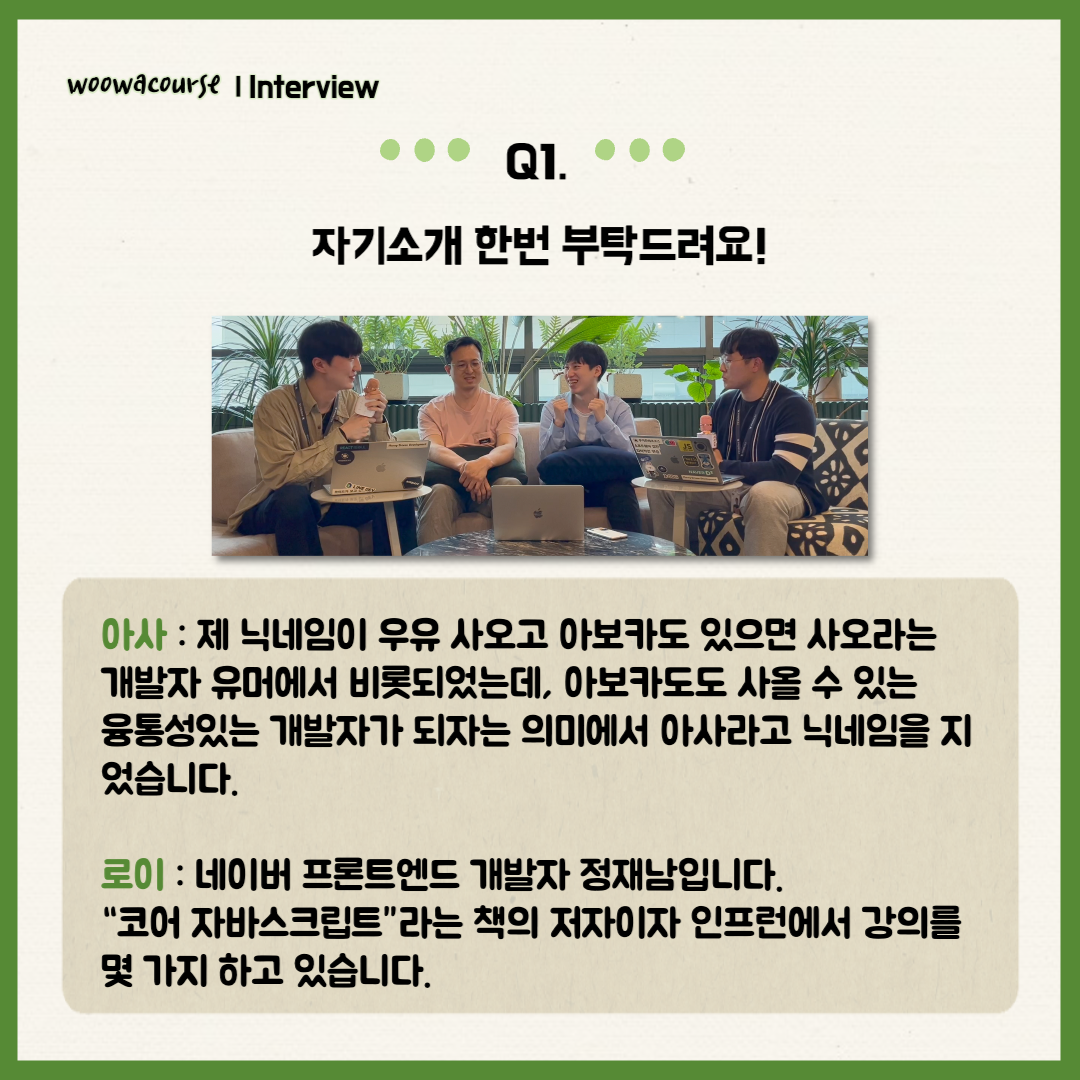 woowacourse | Interview
Q1.
자기소개 한번 부탁드려요!
JS
아사 : 제 닉네임이 우유 사오고 아보카도 있으면 사오라는
개발자 유머에서 비롯되었는데, 아보카도도 사올 수 있는
융통성있는 개발자가 되자는 의미에서 아사라고 닉네임을 지
었습니다.
로이 : 네이버 프론트엔드 개발자 정재남입니다.
“코어 자바스크립트”라는 책의 저자이자 인프런에서 강의를
몇 가지 하고 있습니다.